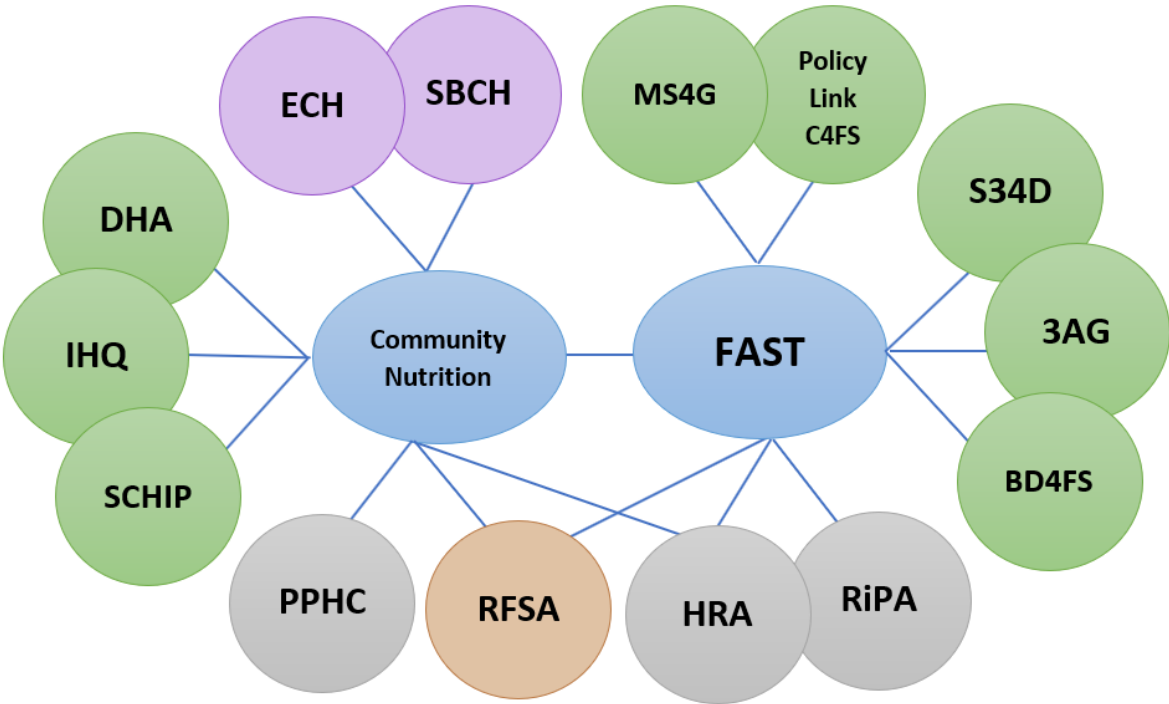 ECH
SBCH
MS4G
Policy
Link
C4FS
DHA
S34D
IHQ
Community
Nutrition
FAST
3AG
SCHIP
BD4FS
PPHC
RFSA
HRA
RiPA